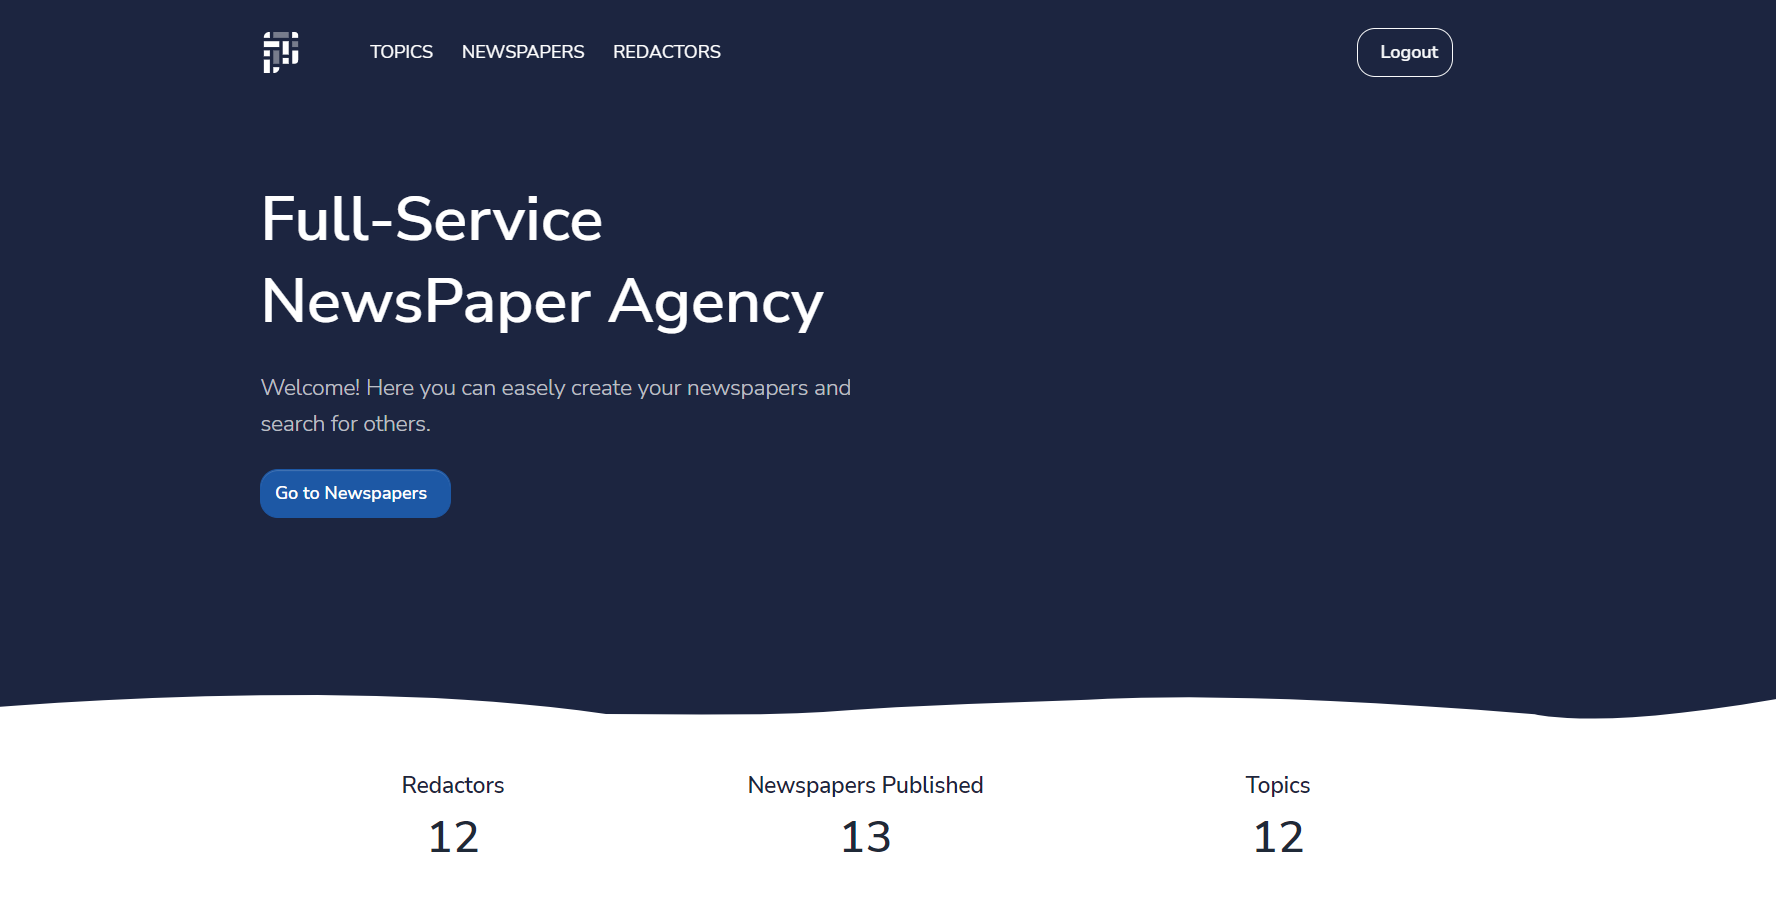 TOPICS NEWSPAPERS REDACTORS Logout
Full-Service
NewsPaper Agency
Welcome! Here you can easely create your newspapers and
search for others.
Go to Newspapers
Redactors Newspapers Published Topics
12 13 12